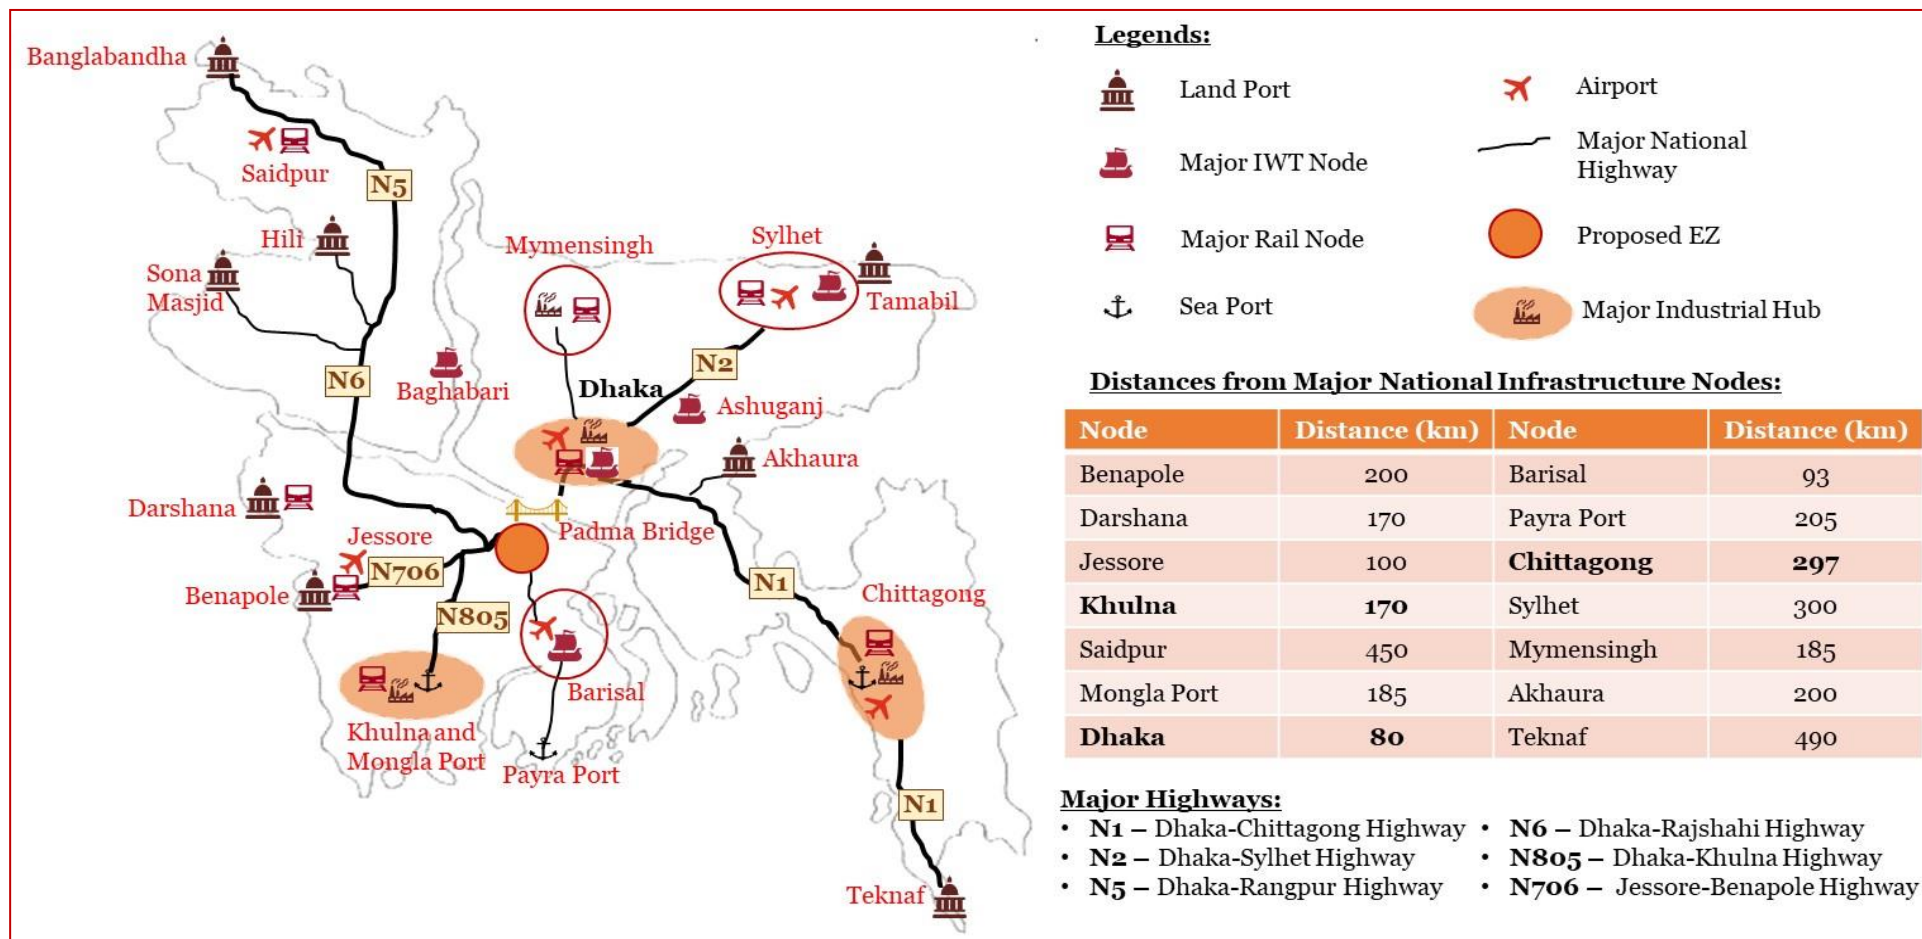 Banglabandha
Saidpur
N5
Hili
Sona
Masjid
Mymensingh
Sylhet
Tamabil
N6
N2
Baghabari
Dhaka
Ashuganj
Akhaura
Darshana
Padma Bridge
Jessore
N706
Benapole
N1
Chittagong
N805
Barisal
Khulna and
Mongla Port
Payra Port
N1
Teknaf
Legends:
Land Port
Airport
Major IWT Node
Major National
Highway
Major Rail Node
Proposed EZ
Sea Port
Major Industrial Hub
Distances from Major National Infrastructure Nodes:
Node Distance (km) Node Distance (km)
Benapole 200 Barisal 93
Darshana 170 Payra Port 205
Jessore 100 Chittagong 297
Khulna 170 Sylhet 300
Saidpur 450 Mymensingh 185
Mongla Port 185 Akhaura 200
Dhaka 80 Teknaf 490
Major Highways:
• N1 – Dhaka-Chittagong Highway • N6 – Dhaka-Rajshahi Highway
• N2 – Dhaka-Sylhet Highway • N805 – Dhaka-Khulna Highway
• N5 – Dhaka-Rangpur Highway • N706 – Jessore-Benapole Highway